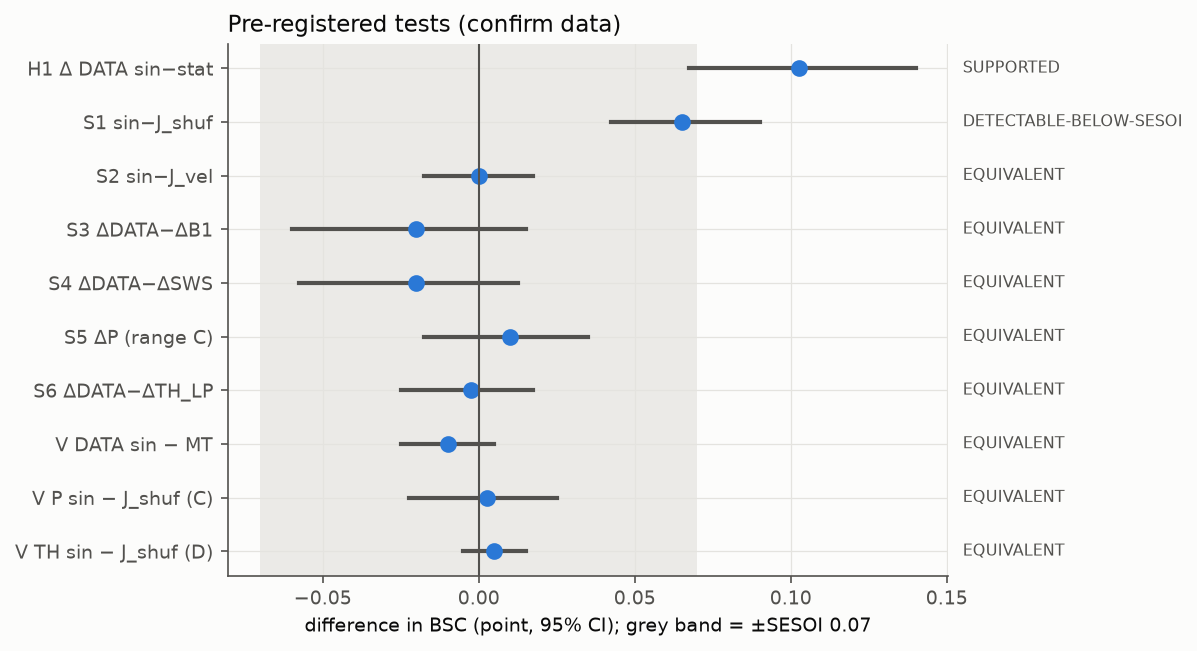 Pre-registered tests (confirm data)
H1 Δ DATA sin−stat SUPPORTED
S1 sin−J_shuf DETECTABLE-BELOW-SESOI
S2 sin−J_vel EQUIVALENT
S3 ΔDATA−ΔB1 EQUIVALENT
S4 ΔDATA−ΔSWS EQUIVALENT
S5 ΔP (range C) EQUIVALENT
S6 ΔDATA−ΔTH_LP EQUIVALENT
V DATA sin − MT EQUIVALENT
V P sin − J_shuf (C) EQUIVALENT
V TH sin − J_shuf (D) EQUIVALENT
−0.05 0.00 0.05 0.10 0.15
difference in BSC (point, 95% CI); grey band = ±SESOI 0.07